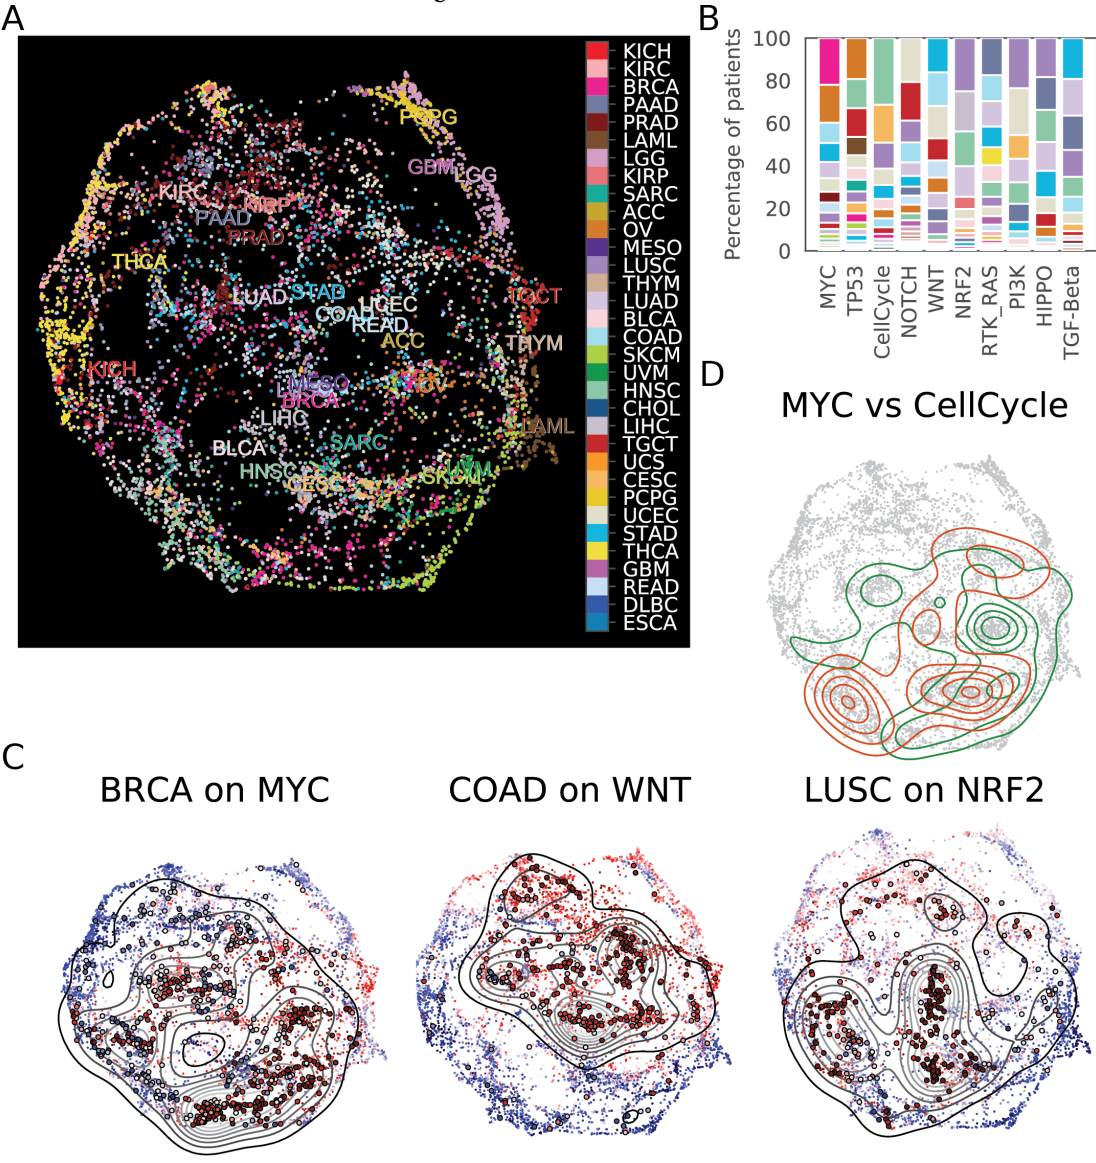 A
KIRC
PAAD
KIRP
PRAD
THCA
PCPG
GBM
LGG
LUAD
STAD
COAD
UCEC
READ
ACC
TGCT
THYM
KICH
MESO
BRCA
OV
LIHC
BLCA
SARC
LAML
HNSC
CESC
SKCM
UVM
KICH
KIRC
BRCA
PAAD
PRAD
LAML
LGG
KIRP
SARC
ACC
OV
MESO
LUSC
THYM
LUAD
BLCA
COAD
SKCM
UVM
HNSC
CHOL
LIHC
TGCT
UCS
CESC
PCPG
UCEC
STAD
THCA
GBM
READ
DLBC
ESCA
B
Percentage of patients
100
80
60
40
20
0
MYC
TP53
CellCycle
NOTCH
WNT
NRF2
RTK_RAS
PI3K
HIPPO
TGF-Beta
D
MYC vs CellCycle
C
BRCA on MYC
COAD on WNT
LUSC on NRF2